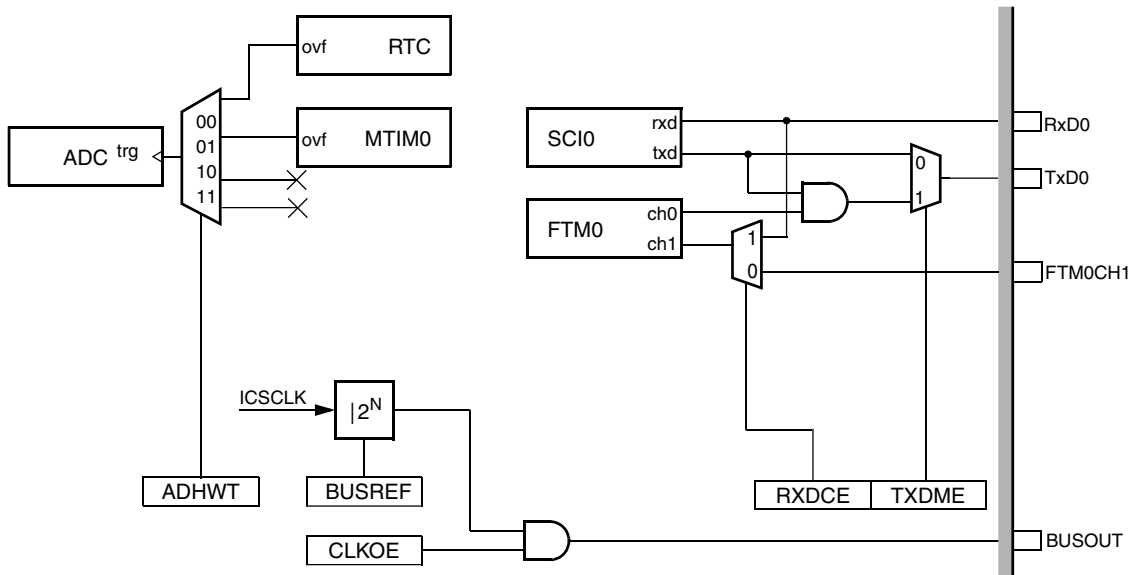 ovf RTC
00
01
10
11
ovf MTIM0
ADC trg
SCI0 rxd
txd
RxD0
0
1
TxD0
FTM0 ch0
ch1
1
0
FTM0CH1
ICSCLK
|2^N
ADHWT
BUSREF
RXDCE
TXDME
CLKOE
BUSOUT